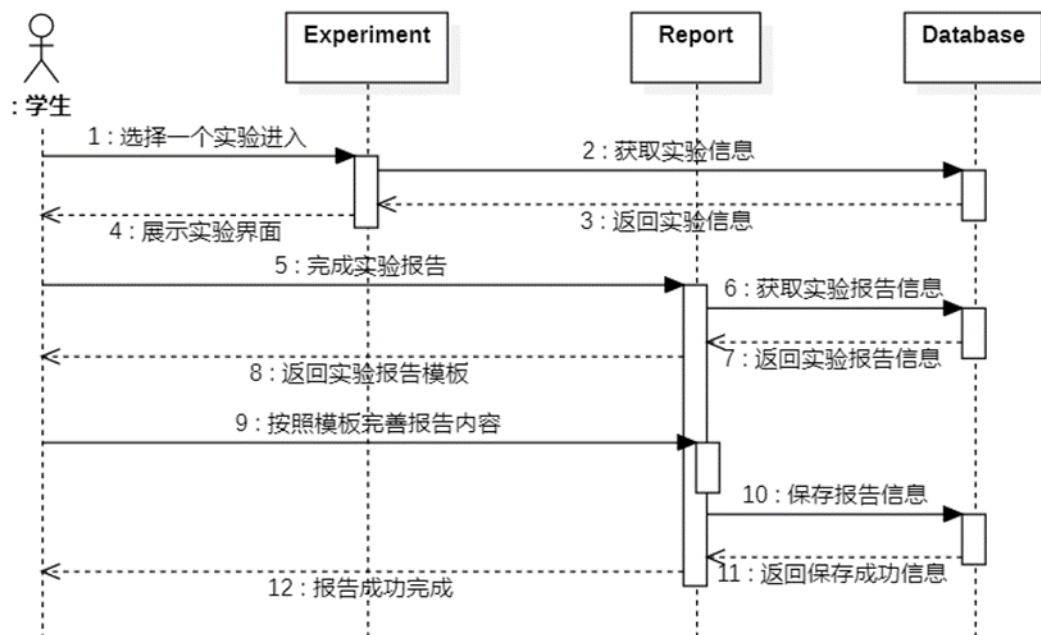 Experiment
Report
Database
: 学生
1 : 选择一个实验进入
2 : 获取实验信息
3 : 返回实验信息
4 : 展示实验界面
5 : 完成实验报告
6 : 获取实验报告信息
7 : 返回实验报告信息
8 : 返回实验报告模板
9 : 按照模板完善报告内容
10 : 保存报告信息
11 : 返回保存成功信息
12 : 报告成功完成